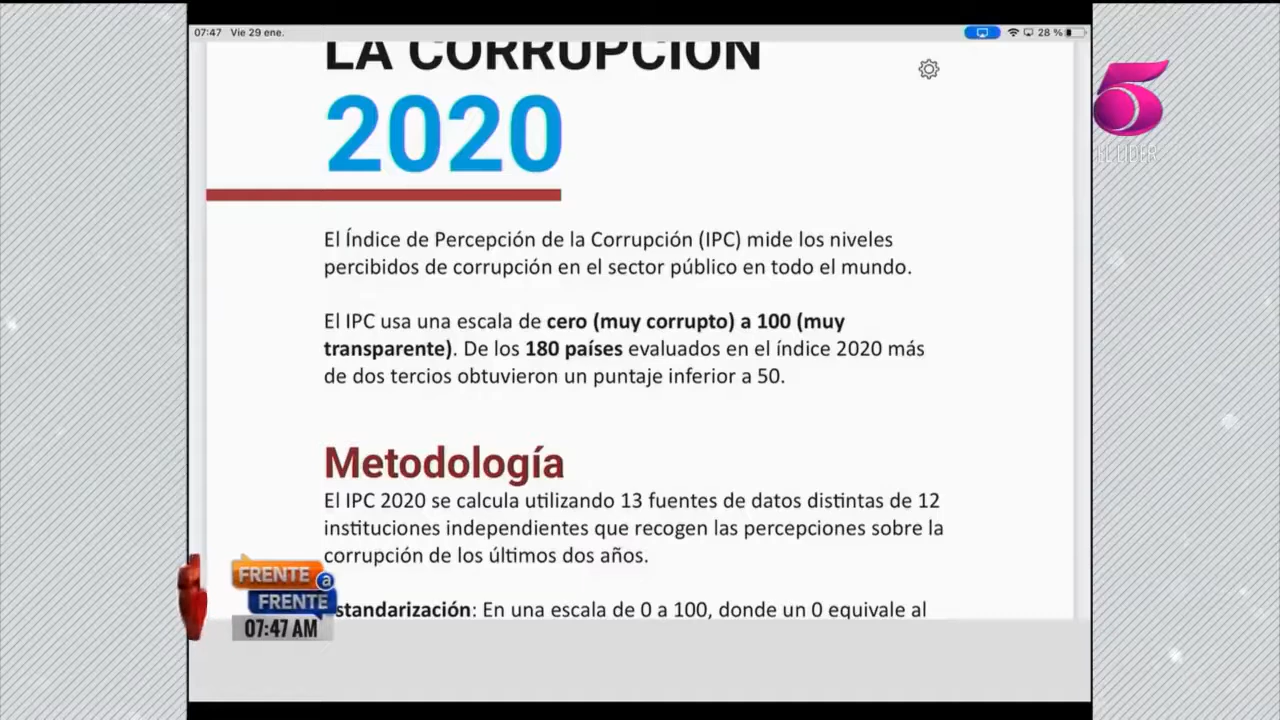 07:47 Vie 29 ene.
28 %
LA CORRUPCIÓN
2020
5
EL LÍDER
El Índice de Percepción de la Corrupción (IPC) mide los niveles
percibidos de corrupción en el sector público en todo el mundo.
El IPC usa una escala de cero (muy corrupto) a 100 (muy
transparente). De los 180 países evaluados en el índice 2020 más
de dos tercios obtuvieron un puntaje inferior a 50.
Metodología
El IPC 2020 se calcula utilizando 13 fuentes de datos distintas de 12
instituciones independientes que recogen las percepciones sobre la
corrupción de los últimos dos años.
standarización: En una escala de 0 a 100, donde un 0 equivale al
FRENTE a
FRENTE
07:47 AM